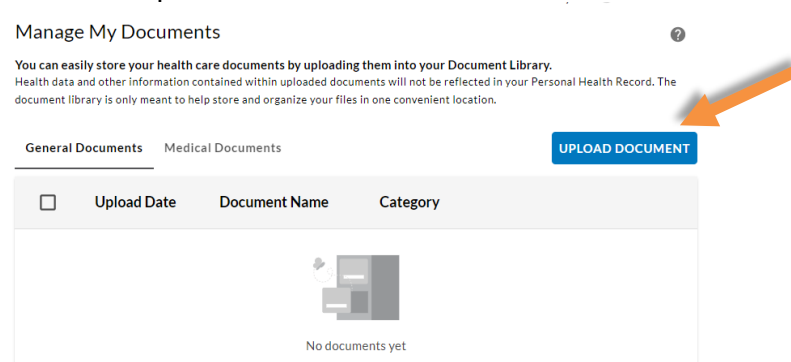 Manage My Documents
You can easily store your health care documents by uploading them into your Document Library.
Health data and other information contained within uploaded documents will not be reflected in your Personal Health Record. The
document library is only meant to help store and organize your files in one convenient location.
General Documents Medical Documents UPLOAD DOCUMENT
Upload Date Document Name Category
No documents yet